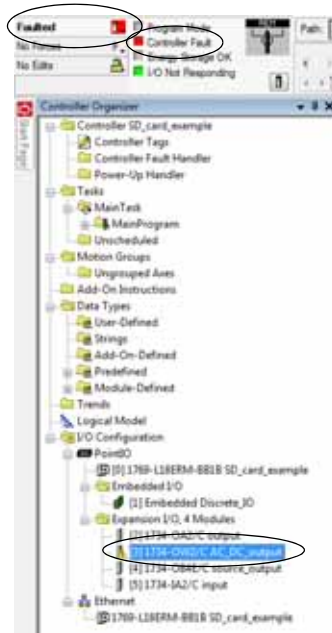 Faulted
Program Mode
Path:
No Forces
Controller Fault
Energy Storage OK
No Edits
I/O Not Responding
Controller Organizer
Start Page
Controller SD_card_example
Controller Tags
Controller Fault Handler
Power-Up Handler
Tasks
MainTask
MainProgram
Unscheduled
Motion Groups
Ungrouped Axes
Add-On Instructions
Data Types
User-Defined
Strings
Add-On-Defined
Predefined
Module-Defined
Trends
Logical Model
I/O Configuration
PointIO
[0] 1769-L18ERM-BB1B SD_card_example
Embedded I/O
[1] Embedded Discrete_IO
Expansion I/O, 4 Modules
[2] 1734-OA2/C output
[3] 1734-OW2/C AC_DC_output
[4] 1734-OB4E/C source_output
[5] 1734-IA2/C input
Ethernet
1769-L18ERM-BB1B SD_card_example